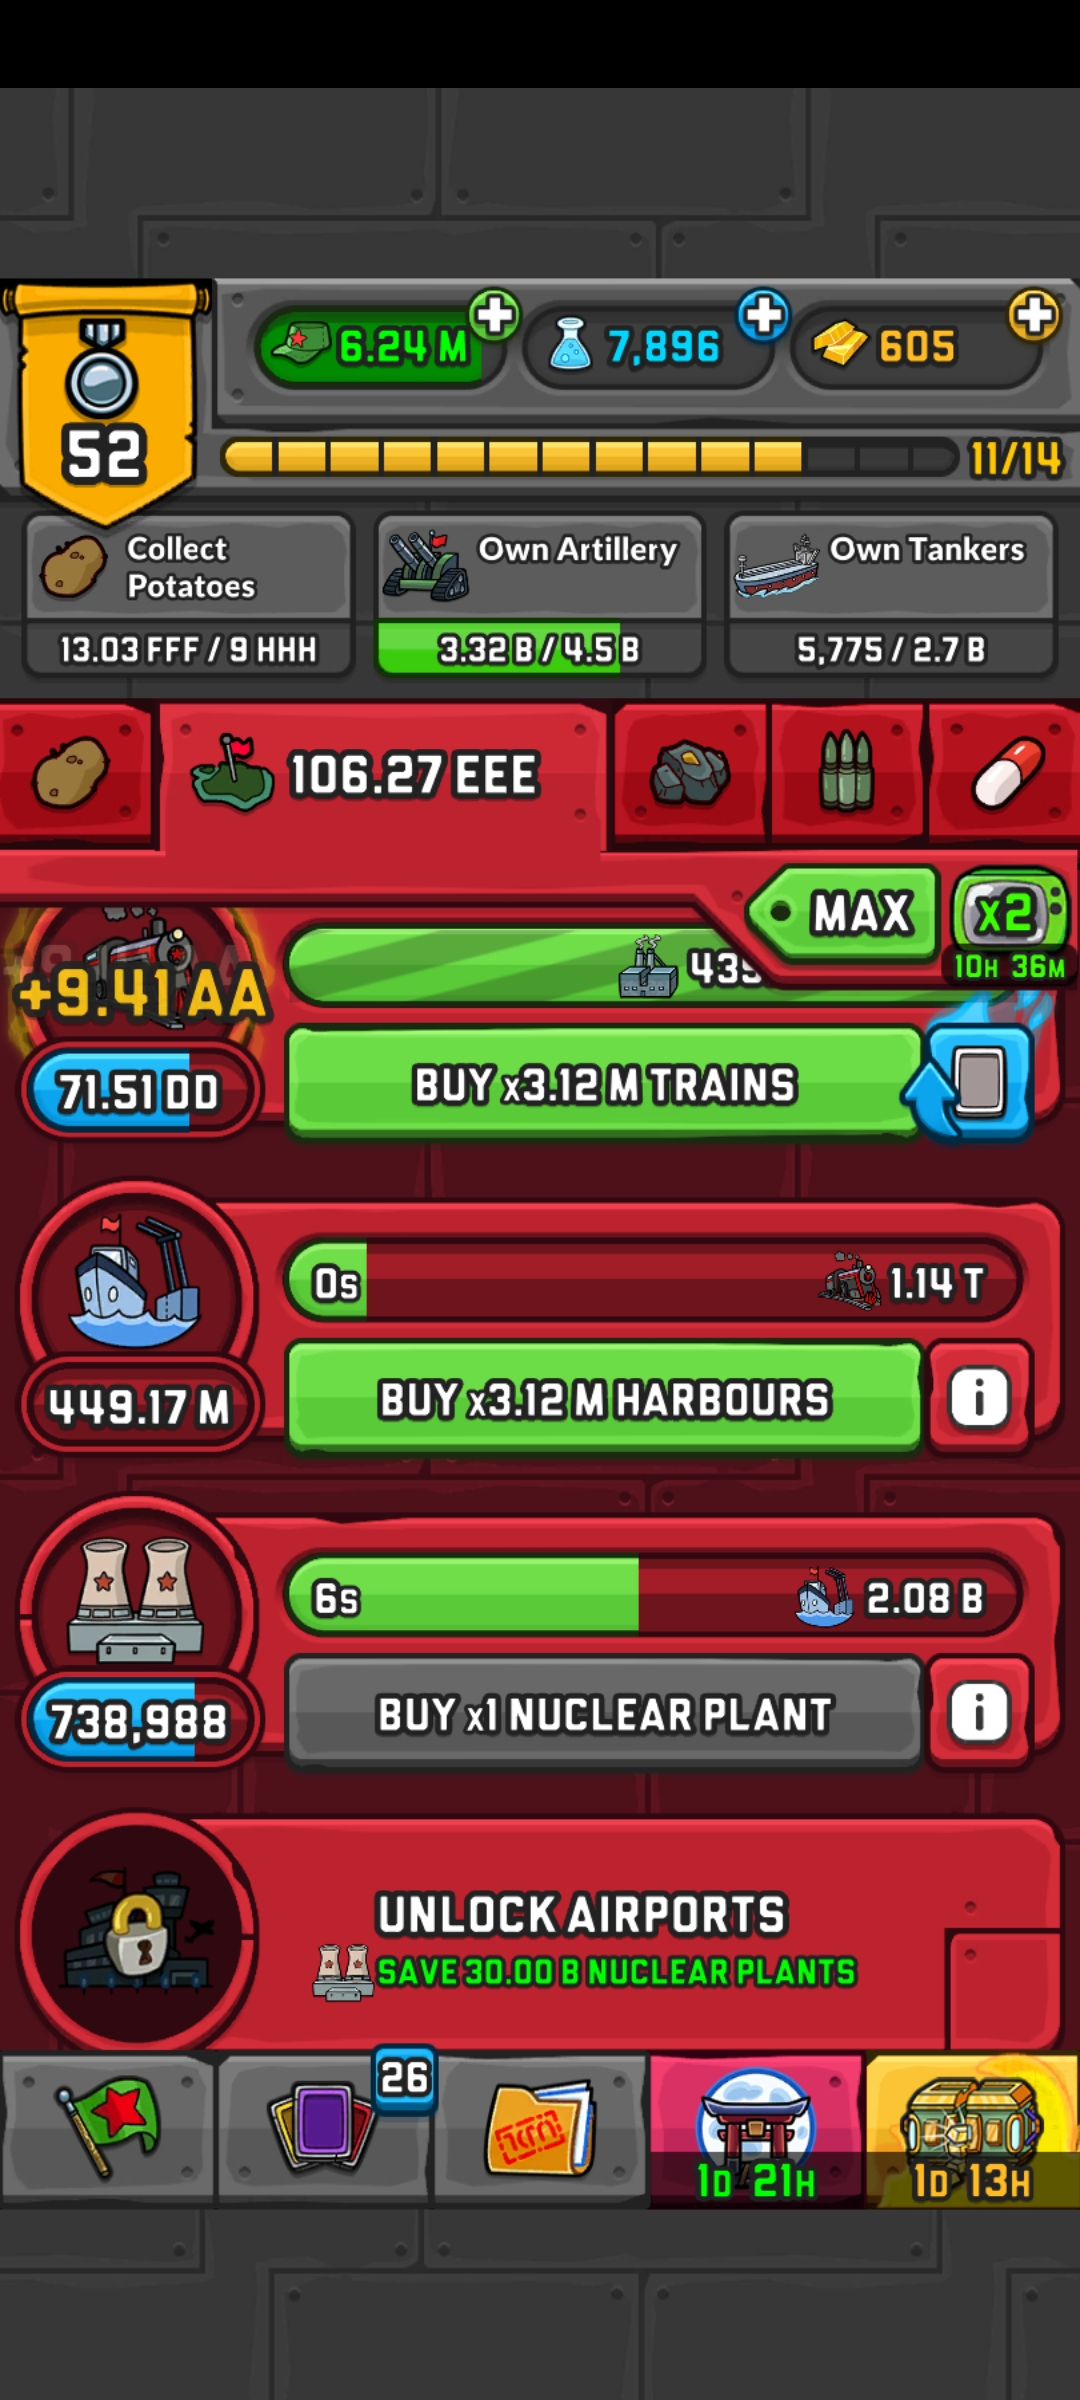 6.24 M
7,896
605
52
11/14
Collect
Potatoes
13.03 FFF / 9 HHH
Own Artillery
3.32 B / 4.5 B
Own Tankers
5,775 / 2.7 B
106.27 EEE
MAX
x2
10H 36M
+9.41 AA
71.51 DD
BUY x3.12 M TRAINS
0s
1.14 T
449.17 M
BUY x3.12 M HARBOURS
i
6s
2.08 B
738,988
BUY x1 NUCLEAR PLANT
i
UNLOCK AIRPORTS
SAVE 30.00 B NUCLEAR PLANTS
26
1D 21H
1D 13H